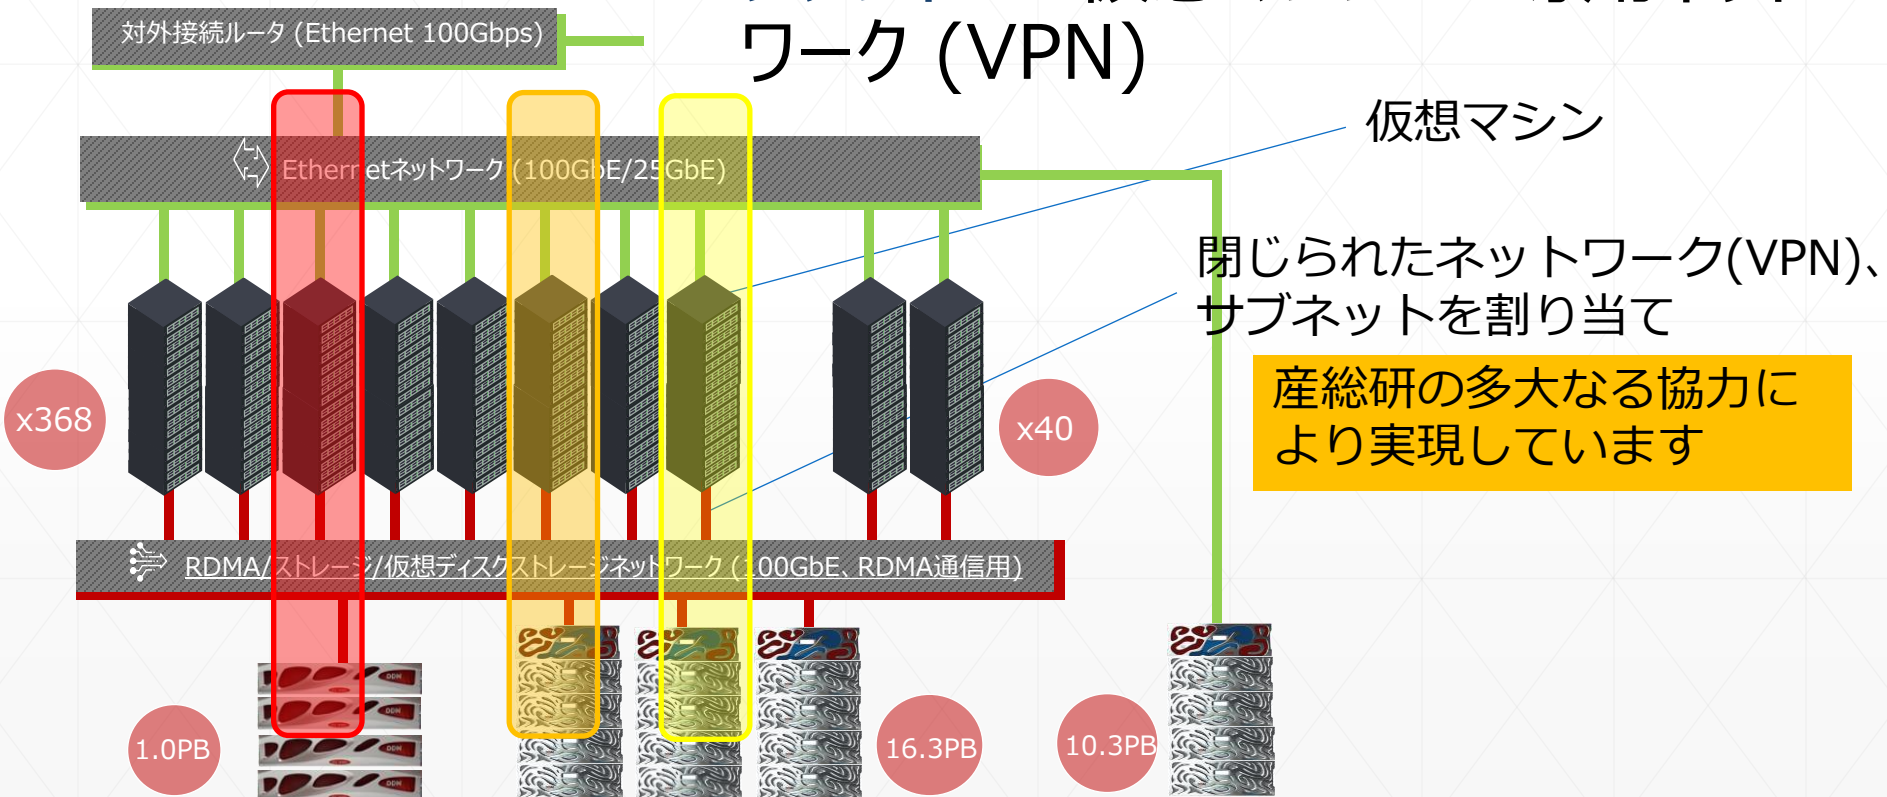 対外接続ルータ (Ethernet 100Gbps)
ワーク (VPN)
仮想マシン
Ethernetネットワーク (100GbE/25GbE)
閉じられたネットワーク(VPN)、
サブネットを割り当て
産総研の多大なる協力に
より実現しています
x368
x40
RDMA/ストレージ/仮想ディスクストレージネットワーク (100GbE、RDMA通信用)
1.0PB
16.3PB
10.3PB